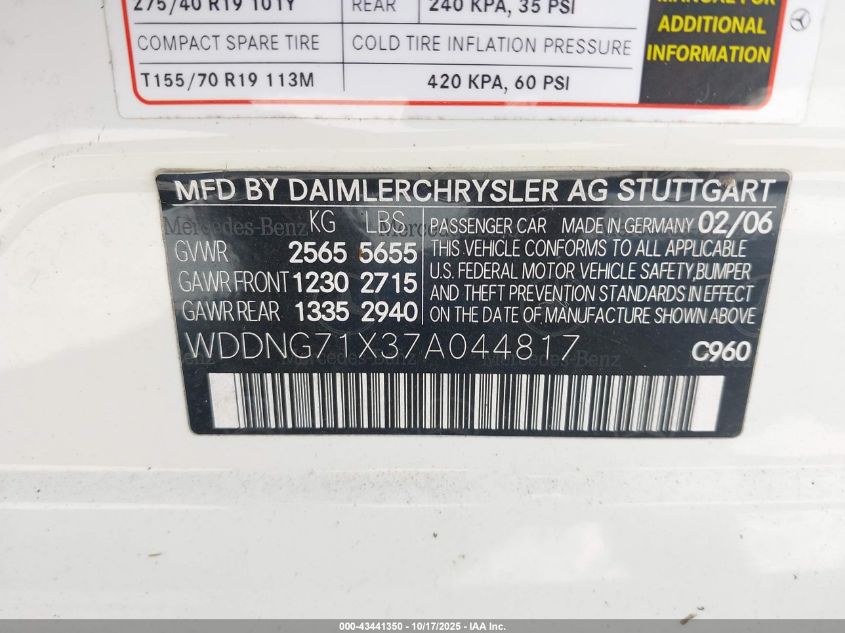 275/40 R19 101Y REAR 240 KPA, 35 PSI
MANUAL FOR
ADDITIONAL
INFORMATION
COMPACT SPARE TIRE COLD TIRE INFLATION PRESSURE
T155/70 R19 113M 420 KPA, 60 PSI
MFD BY DAIMLERCHRYSLER AG STUTTGART
KG LBS
GVWR 2565 5655
GAWR FRONT 1230 2715
GAWR REAR 1335 2940
PASSENGER CAR MADE IN GERMANY 02/06
THIS VEHICLE CONFORMS TO ALL APPLICABLE
U.S. FEDERAL MOTOR VEHICLE SAFETY,BUMPER
AND THEFT PREVENTION STANDARDS IN EFFECT
ON THE DATE OF MANUFACTURE SHOWN ABOVE
WDDNG71X37A044817 C960
Mercedes-Benz
000-43441350 - 10/17/2025 - IAA Inc.